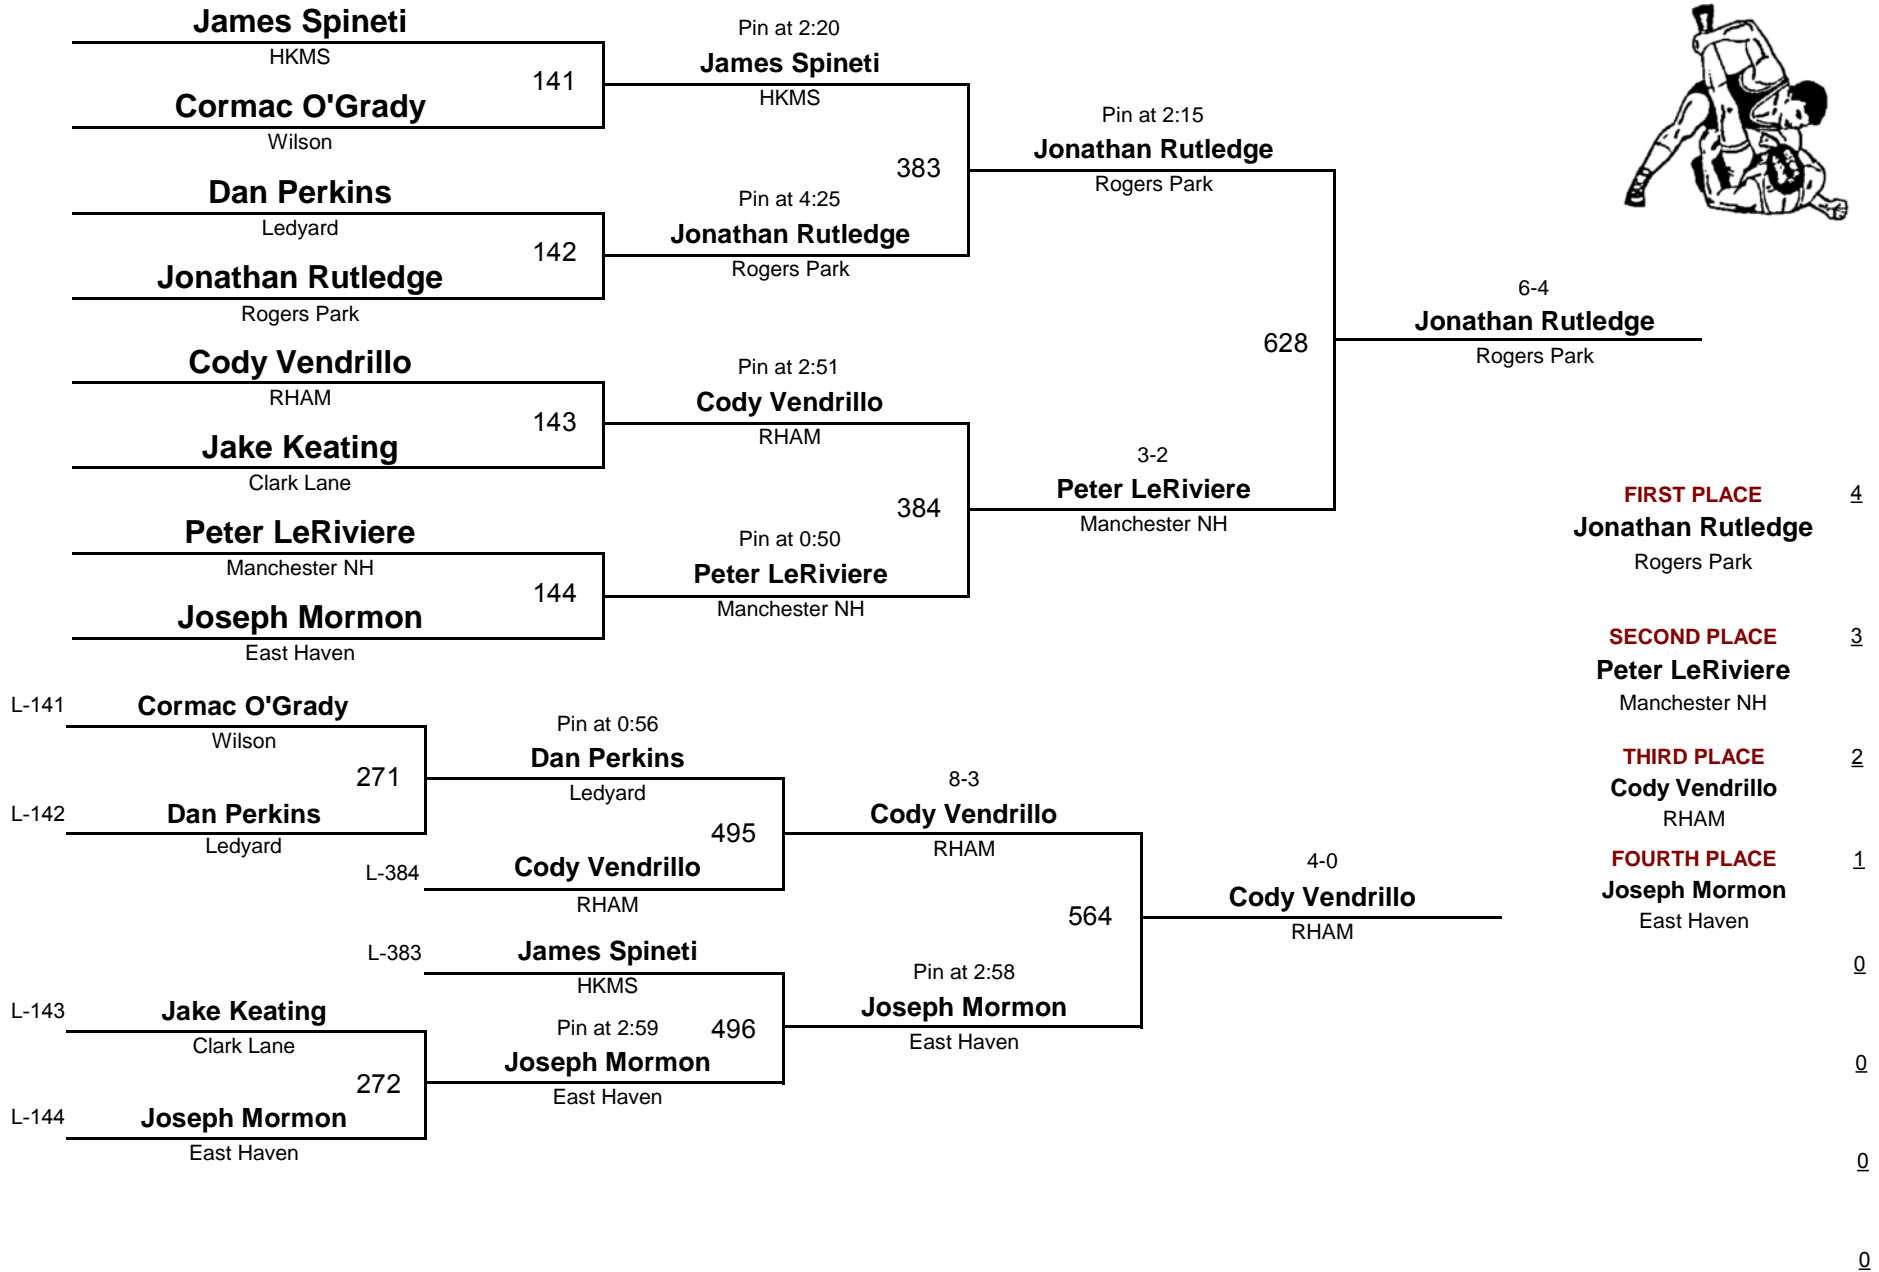 James Spineti
HKMS
141
Cormac O'Grady
Wilson
Dan Perkins
Ledyard
142
Jonathan Rutledge
Rogers Park
Cody Vendrillo
RHAM
143
Jake Keating
Clark Lane
Peter LeRiviere
Manchester NH
144
Joseph Mormon
East Haven
Pin at 2:20
James Spineti
HKMS
383
Pin at 4:25
Jonathan Rutledge
Rogers Park
Pin at 2:51
Cody Vendrillo
RHAM
384
Pin at 0:50
Peter LeRiviere
Manchester NH
Pin at 2:15
Jonathan Rutledge
Rogers Park
628
3-2
Peter LeRiviere
Manchester NH
6-4
Jonathan Rutledge
Rogers Park
L-141
Cormac O'Grady
Wilson
271
L-142
Dan Perkins
Ledyard
Pin at 0:56
Dan Perkins
Ledyard
495
L-384
Cody Vendrillo
RHAM
L-383
James Spineti
HKMS
L-143
Jake Keating
Clark Lane
272
L-144
Joseph Mormon
East Haven
Pin at 2:59
496
Joseph Mormon
East Haven
8-3
Cody Vendrillo
RHAM
564
Pin at 2:58
Joseph Mormon
East Haven
4-0
Cody Vendrillo
RHAM
FIRST PLACE 4
Jonathan Rutledge
Rogers Park
SECOND PLACE 3
Peter LeRiviere
Manchester NH
THIRD PLACE 2
Cody Vendrillo
RHAM
FOURTH PLACE 1
Joseph Mormon
East Haven
0
0
0
0